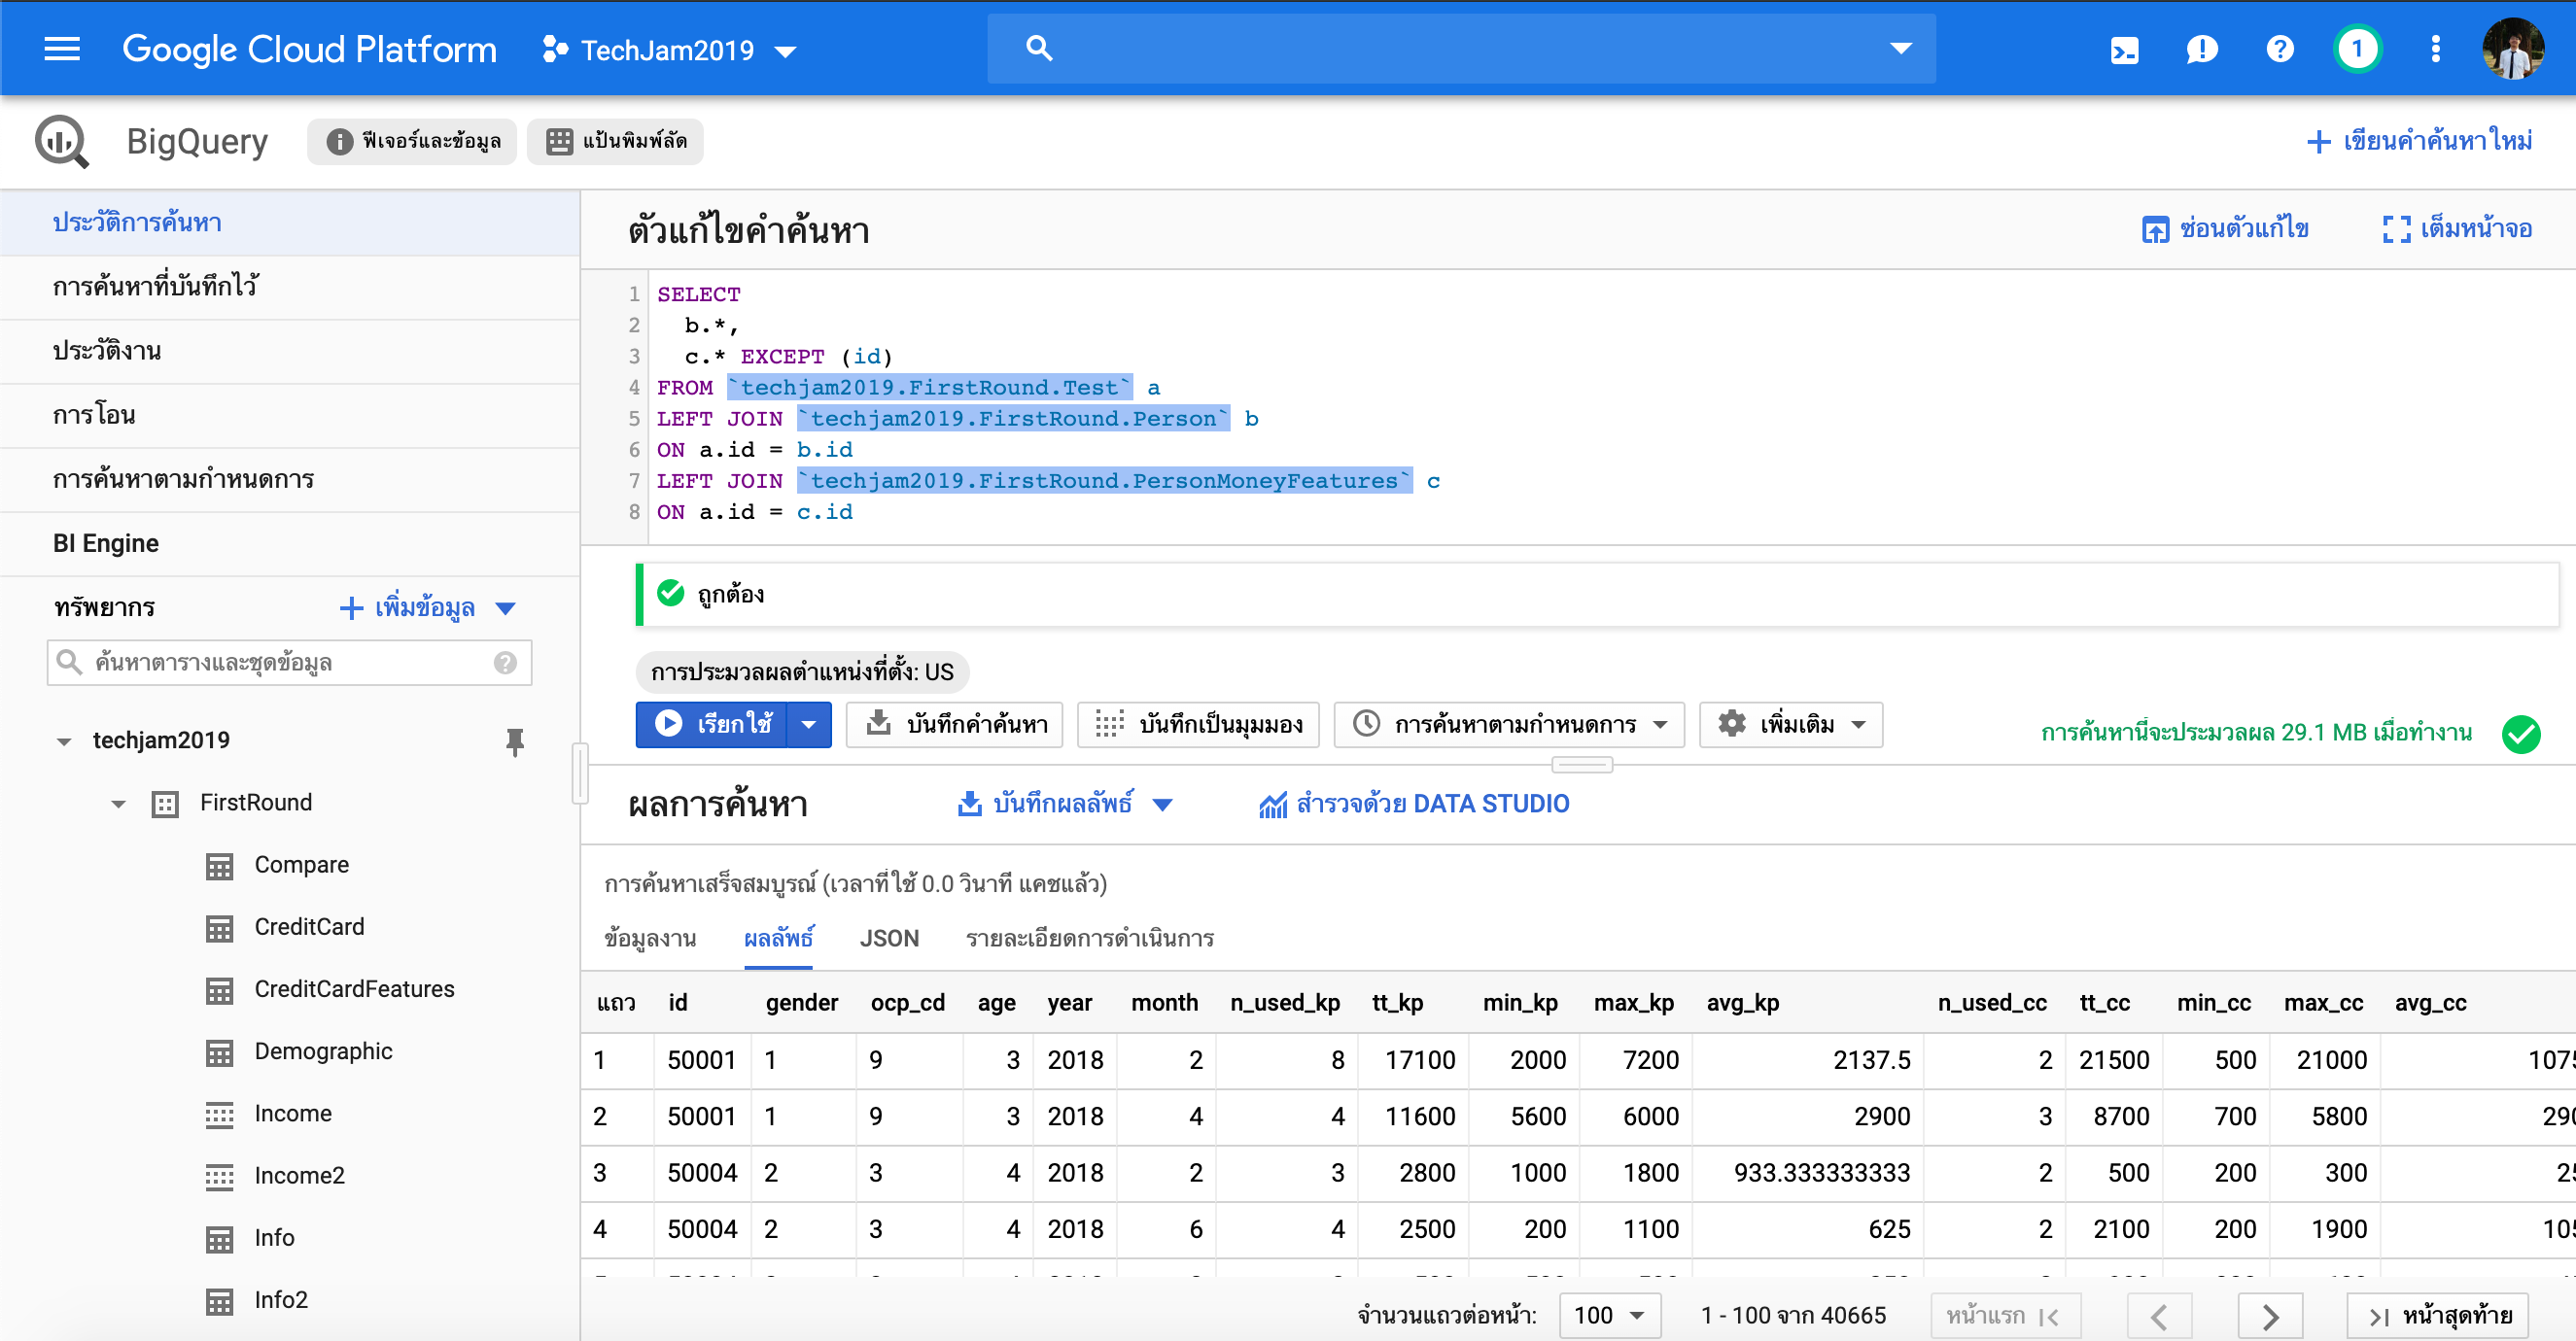 Google Cloud Platform TechJam2019 1
BigQuery ฟีเจอร์และข้อมูล แป้นพิมพ์ลัด + เขียนคำค้นหาใหม่
ประวัติการค้นหา
การค้นหาที่บันทึกไว้
ประวัติงาน
การโอน
การค้นหาตามกำหนดการ
BI Engine
ทรัพยากร + เพิ่มข้อมูล
ค้นหาตารางและชุดข้อมูล
techjam2019
FirstRound
Compare
CreditCard
CreditCardFeatures
Demographic
Income
Income2
Info
Info2
ตัวแก้ไขคำค้นหา ซ่อนตัวแก้ไข เต็มหน้าจอ
1 SELECT
2 b.*,
3 c.* EXCEPT (id)
4 FROM `techjam2019.FirstRound.Test` a
5 LEFT JOIN `techjam2019.FirstRound.Person` b
6 ON a.id = b.id
7 LEFT JOIN `techjam2019.FirstRound.PersonMoneyFeatures` c
8 ON a.id = c.id
ถูกต้อง
การประมวลผลตำแหน่งที่ตั้ง: US
เรียกใช้ บันทึกคำค้นหา บันทึกเป็นมุมมอง การค้นหาตามกำหนดการ เพิ่มเติม การค้นหานี้จะประมวลผล 29.1 MB เมื่อทำงาน
ผลการค้นหา บันทึกผลลัพธ์ สำรวจด้วย DATA STUDIO
การค้นหาเสร็จสมบูรณ์ (เวลาที่ใช้ 0.0 วินาที แคชแล้ว)
ข้อมูลงาน ผลลัพธ์ JSON รายละเอียดการดำเนินการ
แถว id gender ocp_cd age year month n_used_kp tt_kp min_kp max_kp avg_kp n_used_cc tt_cc min_cc max_cc avg_cc
1 50001 1 9 3 2018 2 8 17100 2000 7200 2137.5 2 21500 500 21000 1075
2 50001 1 9 3 2018 4 4 11600 5600 6000 2900 3 8700 700 5800 290
3 50004 2 3 4 2018 2 3 2800 1000 1800 933.333333333 2 500 200 300 25
4 50004 2 3 4 2018 6 4 2500 200 1100 625 2 2100 200 1900 105
จำนวนแถวต่อหน้า: 100 1 - 100 จาก 40665 หน้าแรก |< < > >| หน้าสุดท้าย